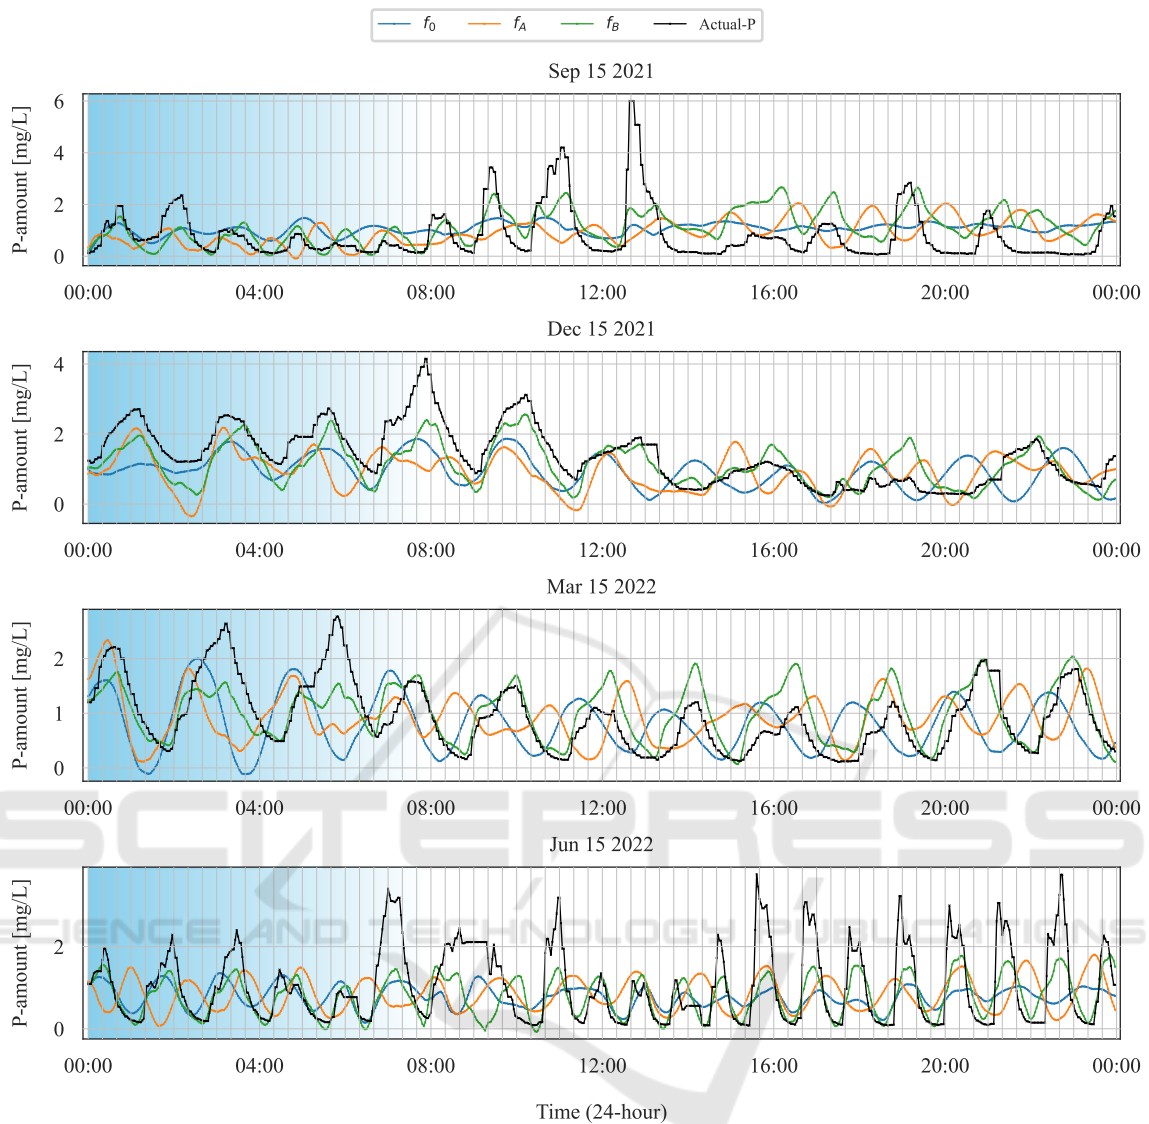 f0 fA fB Actual-P
Sep 15 2021
P-amount [mg/L]
6
4
2
0
00:00 04:00 08:00 12:00 16:00 20:00 00:00
Dec 15 2021
P-amount [mg/L]
4
2
0
00:00 04:00 08:00 12:00 16:00 20:00 00:00
Mar 15 2022
P-amount [mg/L]
2
1
0
00:00 04:00 08:00 12:00 16:00 20:00 00:00
SCITEPRESS
Jun 15 2022
SCIENCE AND TECHNOLOGY PUBLICATIONS
P-amount [mg/L]
2
0
00:00 04:00 08:00 12:00 16:00 20:00 00:00
Time (24-hour)